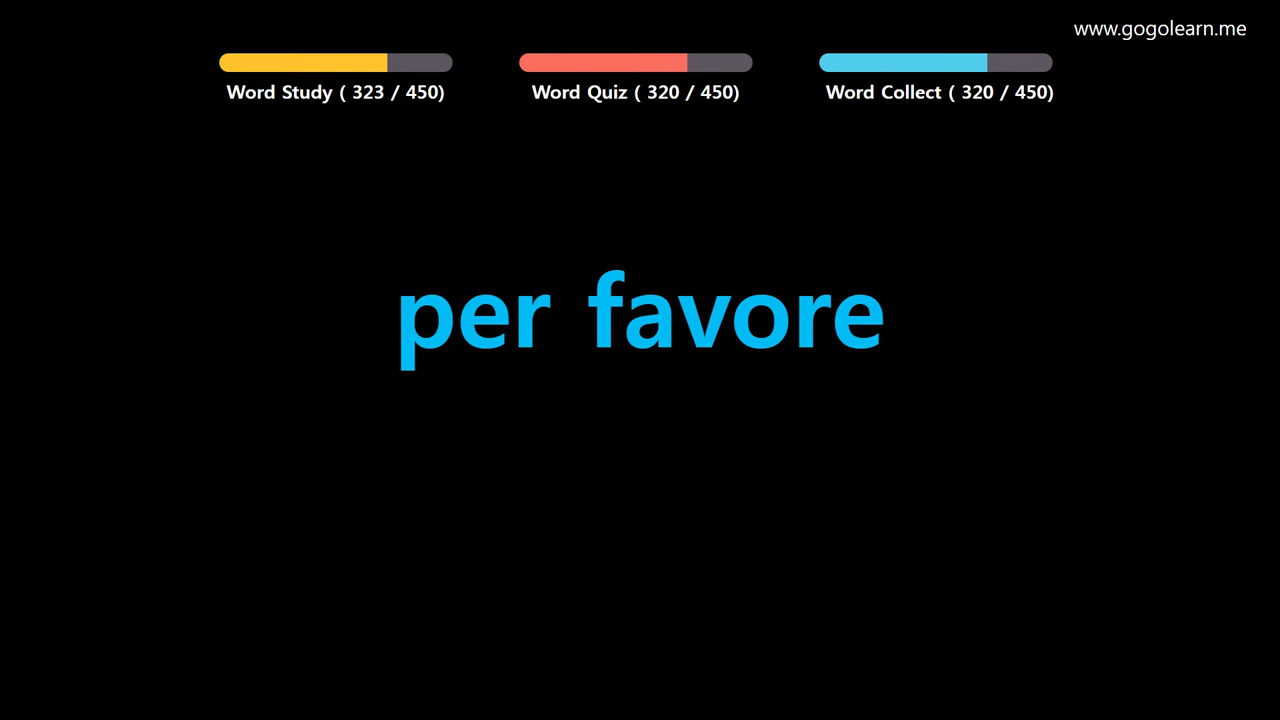 www.gogolearn.me
Word Study ( 323 / 450)
Word Quiz ( 320 / 450)
Word Collect ( 320 / 450)
per favore